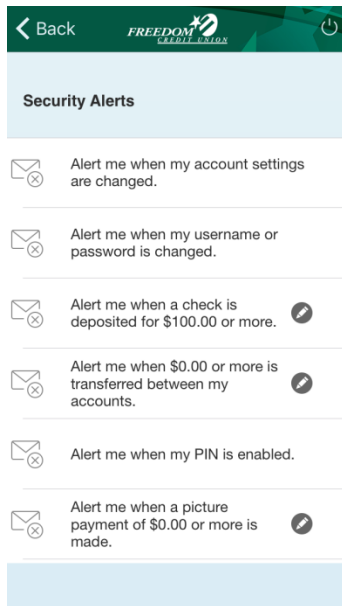 Back
FREEDOM
CREDIT UNION
Security Alerts
Alert me when my account settings
are changed.
Alert me when my username or
password is changed.
Alert me when a check is
deposited for $100.00 or more.
Alert me when $0.00 or more is
transferred between my
accounts.
Alert me when my PIN is enabled.
Alert me when a picture
payment of $0.00 or more is
made.